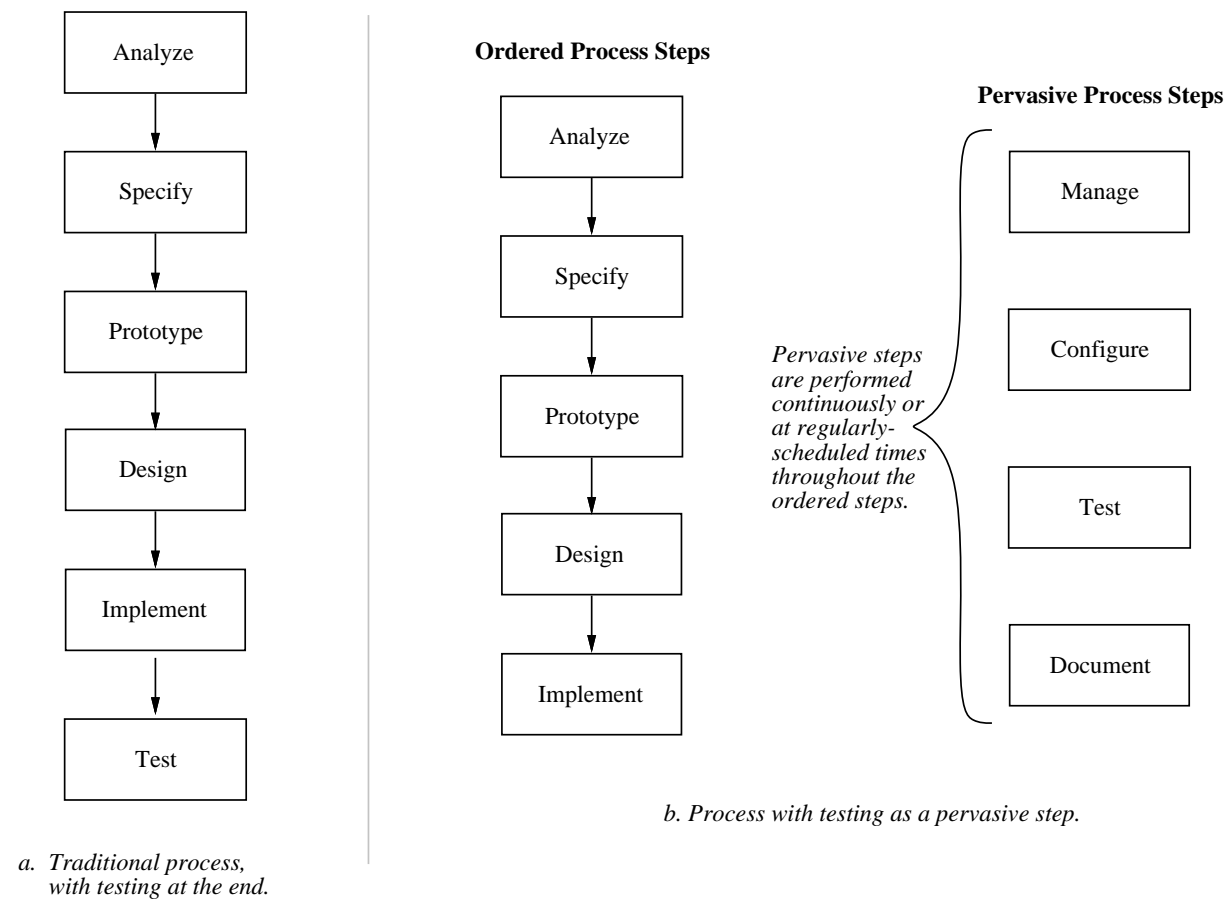 Analyze
Specify
Prototype
Design
Implement
Test
a. Traditional process,
with testing at the end.
Ordered Process Steps
Analyze
Specify
Prototype
Design
Implement
Pervasive steps
are performed
continuously or
at regularly-
scheduled times
throughout the
ordered steps.
Pervasive Process Steps
Manage
Configure
Test
Document
b. Process with testing as a pervasive step.